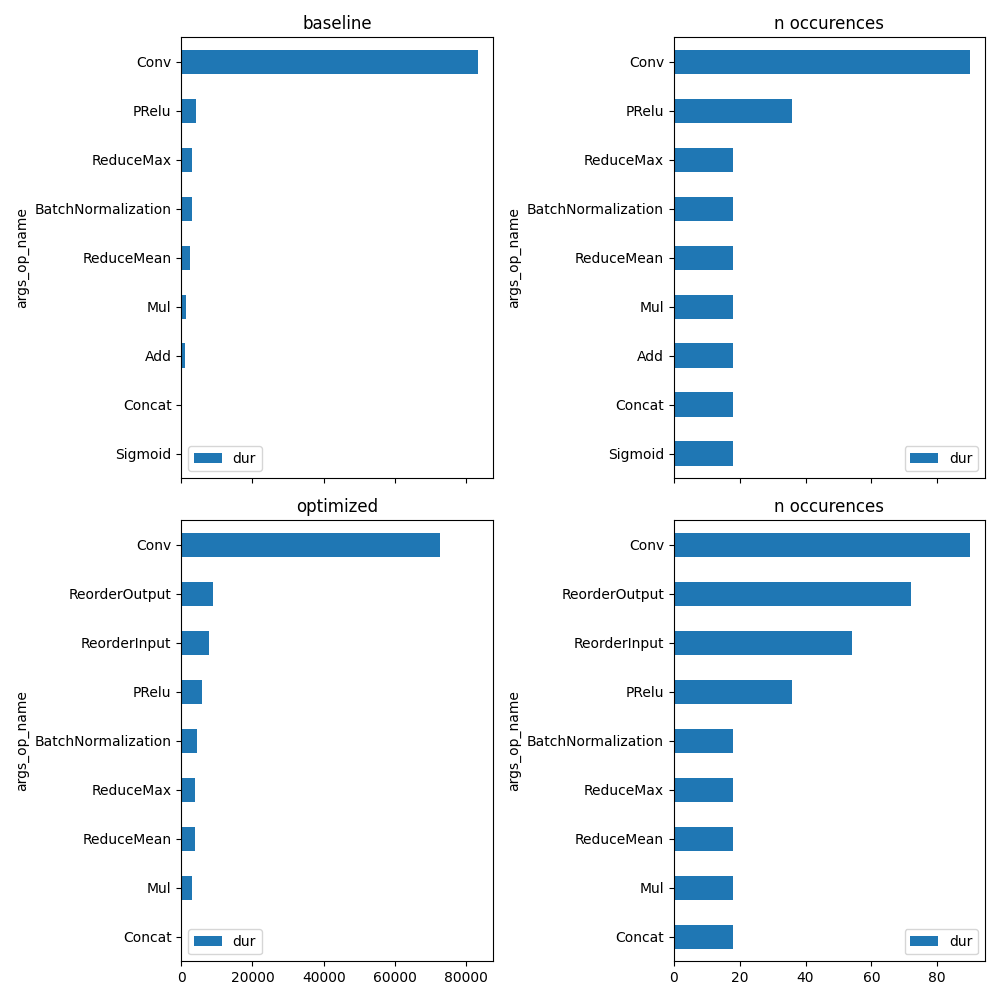 baseline
args_op_name
Conv
PRelu
ReduceMax
BatchNormalization
ReduceMean
Mul
Add
Concat
Sigmoid
dur
n occurences
args_op_name
Conv
PRelu
ReduceMax
BatchNormalization
ReduceMean
Mul
Add
Concat
Sigmoid
dur
optimized
args_op_name
Conv
ReorderOutput
ReorderInput
PRelu
BatchNormalization
ReduceMax
ReduceMean
Mul
Concat
dur
0 20000 40000 60000 80000
n occurences
args_op_name
Conv
ReorderOutput
ReorderInput
PRelu
BatchNormalization
ReduceMax
ReduceMean
Mul
Concat
dur
0 20 40 60 80